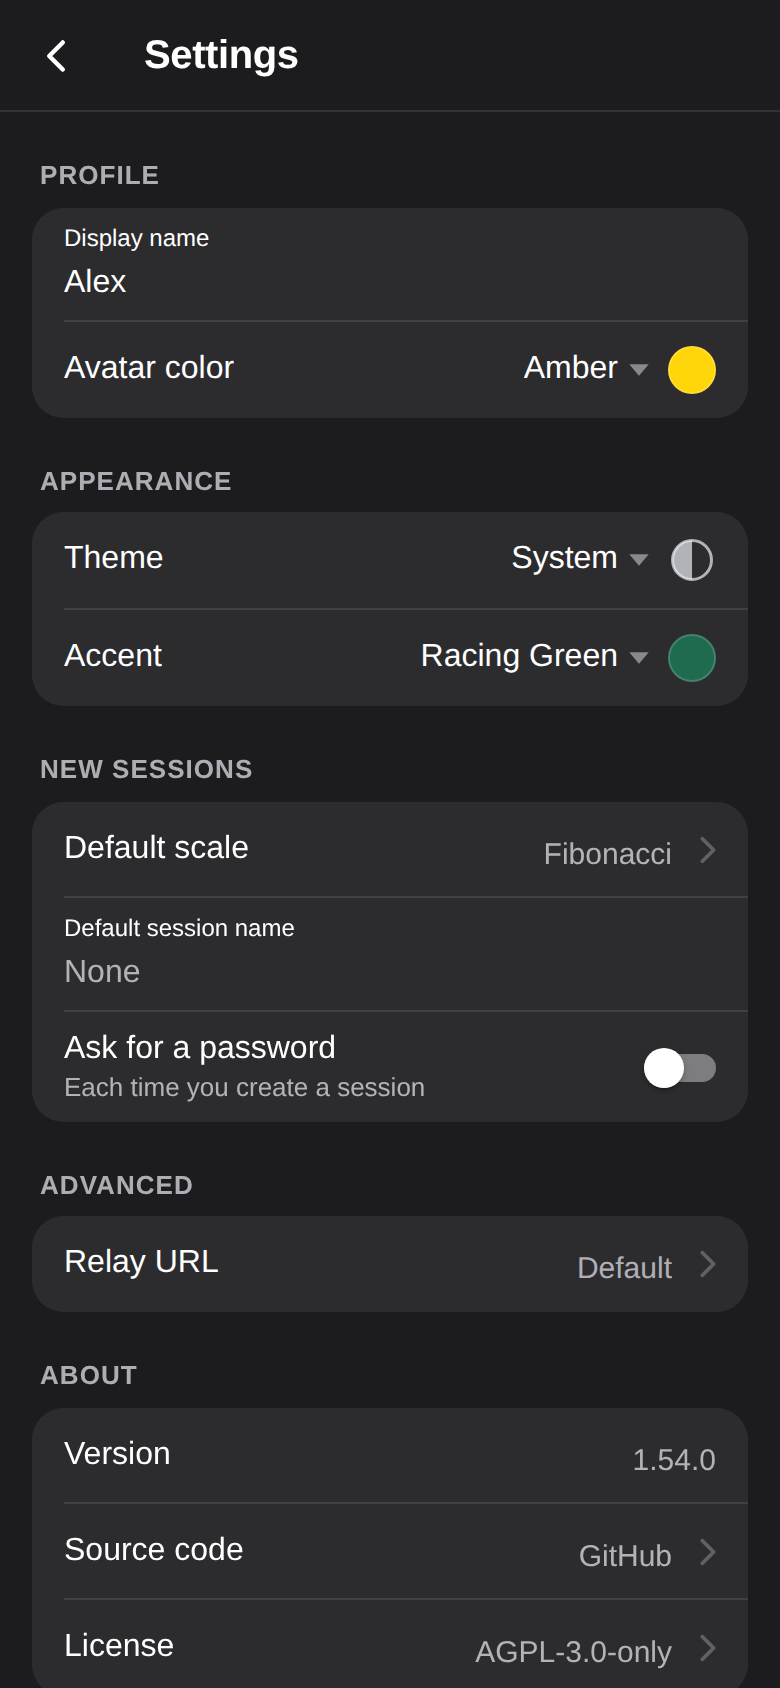 Settings
PROFILE
Display name
Alex
Avatar color Amber
APPEARANCE
Theme System
Accent Racing Green
NEW SESSIONS
Default scale Fibonacci
Default session name
None
Ask for a password
Each time you create a session
ADVANCED
Relay URL Default
ABOUT
Version 1.54.0
Source code GitHub
License AGPL-3.0-only